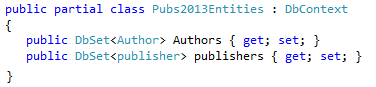 public partial class Pubs2013Entities : DbContext
{
public DbSet<Author> Authors { get; set; }
public DbSet<publisher> publishers { get; set; }
}